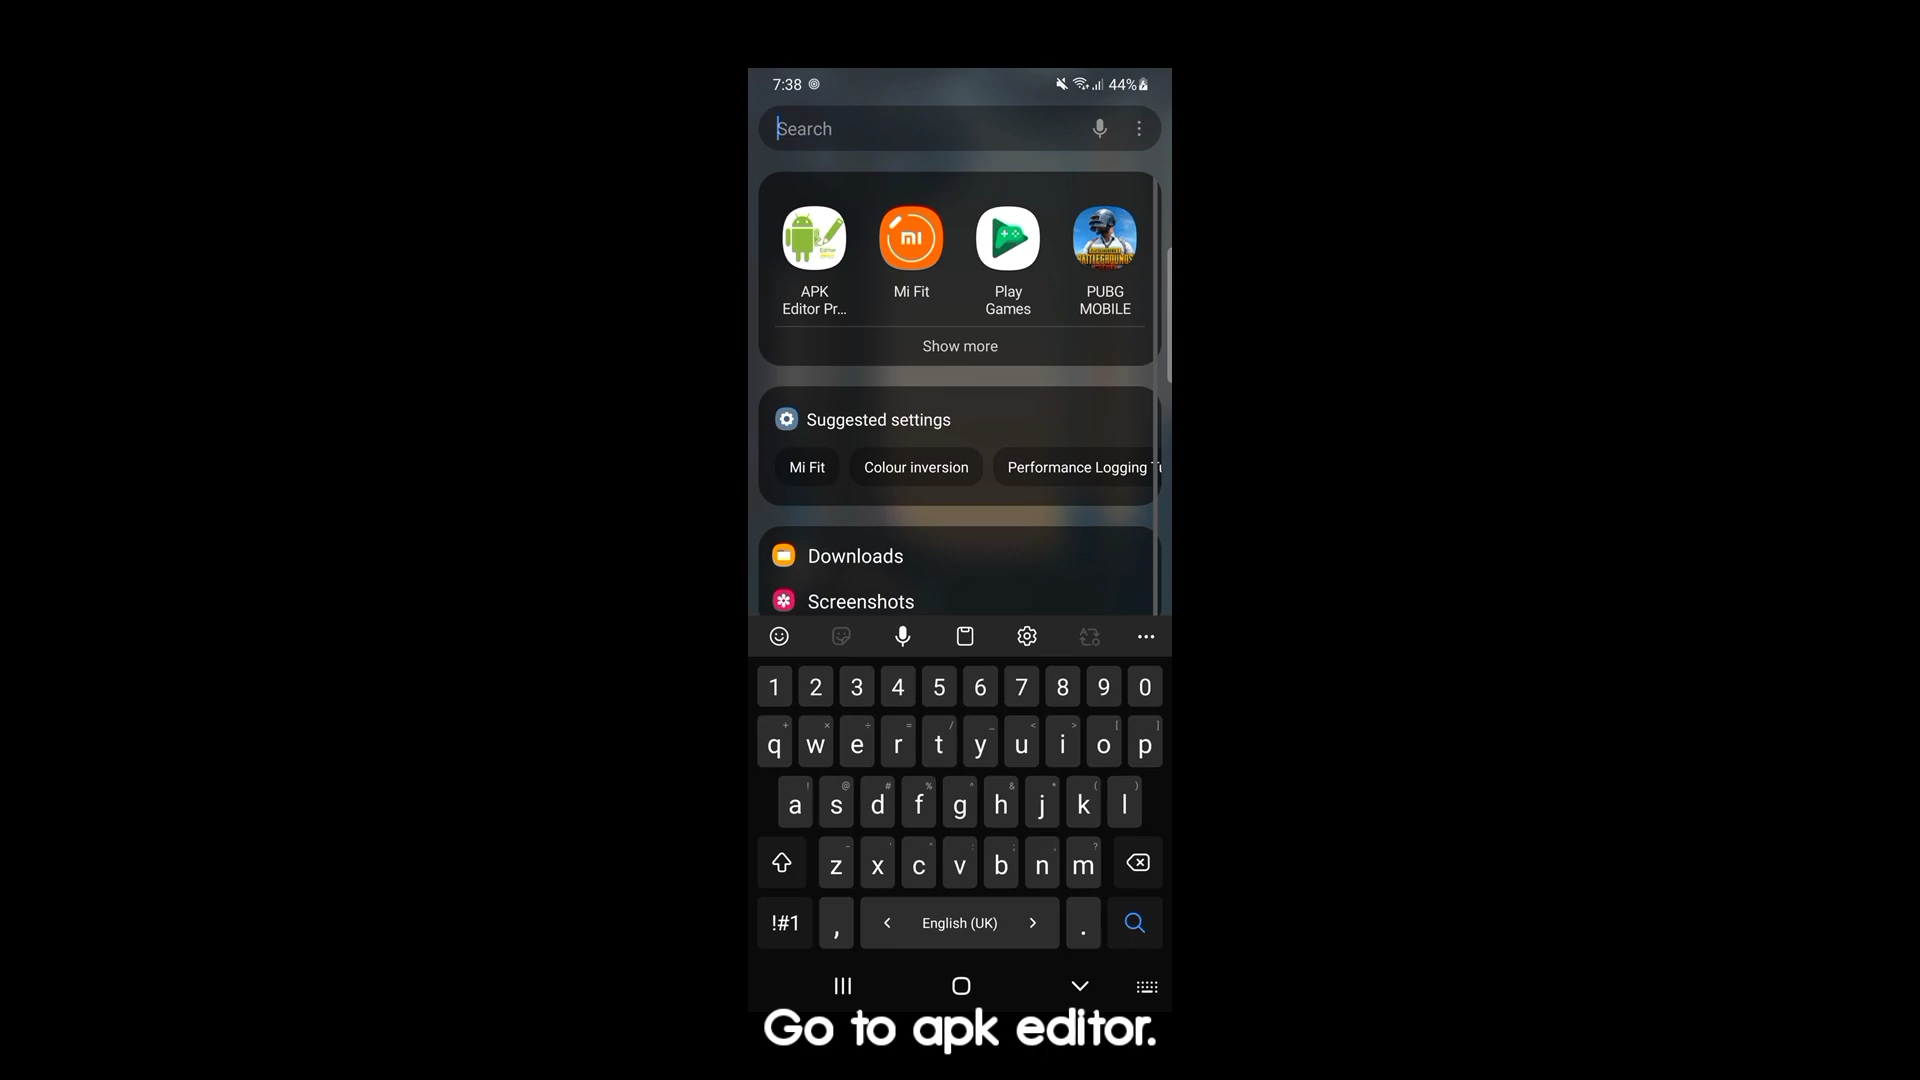 7:38
44%
Search
APK
Editor Pr...
Mi Fit
Play
Games
PUBG
MOBILE
Show more
Suggested settings
Mi Fit
Colour inversion
Performance Logging Tu
Downloads
Screenshots
1 2 3 4 5 6 7 8 9 0
q w e r t y u i o p
a s d f g h j k l
z x c v b n m
!#1 , < English (UK) > .
Go to apk editor.